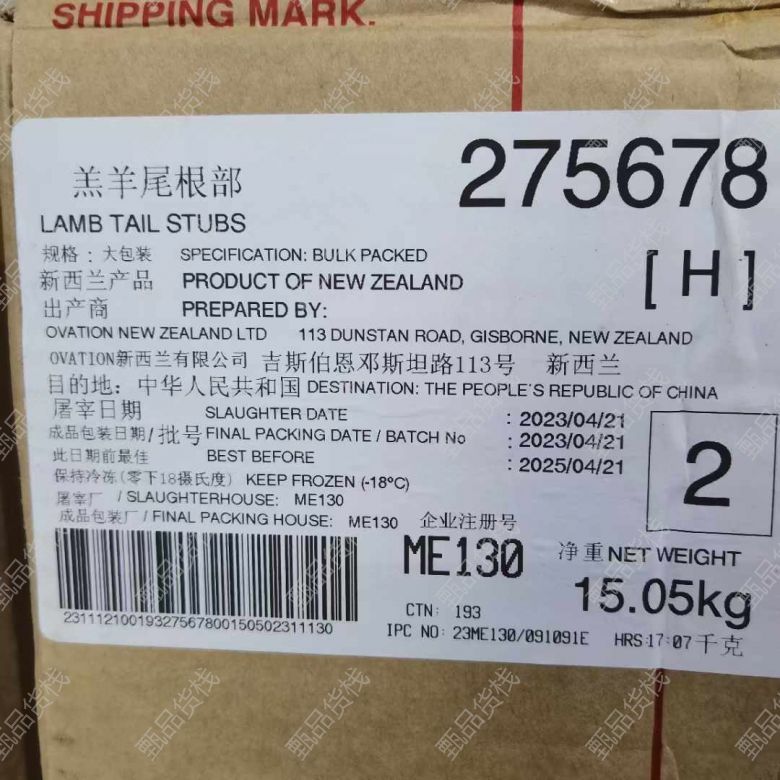 SHIPPING MARK.
羔羊尾根部
275678
LAMB TAIL STUBS
规格：大包装 SPECIFICATION: BULK PACKED
新西兰产品 PRODUCT OF NEW ZEALAND
[ H ]
出产商 PREPARED BY:
OVATION NEW ZEALAND LTD 113 DUNSTAN ROAD, GISBORNE, NEW ZEALAND
OVATION新西兰有限公司 吉斯伯恩邓斯坦路113号 新西兰
目的地：中华人民共和国 DESTINATION: THE PEOPLE'S REPUBLIC OF CHINA
屠宰日期 SLAUGHTER DATE : 2023/04/21
成品包装日期/批号 FINAL PACKING DATE / BATCH No : 2023/04/21
此日期前最佳 BEST BEFORE : 2025/04/21
2
保持冷冻(零下18摄氏度) KEEP FROZEN (-18°C)
屠宰厂 / SLAUGHTERHOUSE: ME130
成品包装厂 / FINAL PACKING HOUSE: ME130 企业注册号
ME130
净重 NET WEIGHT
15.05kg
千克
CTN: 193
23111210019327567800150502311130
IPC NO: 23ME130/091091E HRS:17:07
甄品货栈